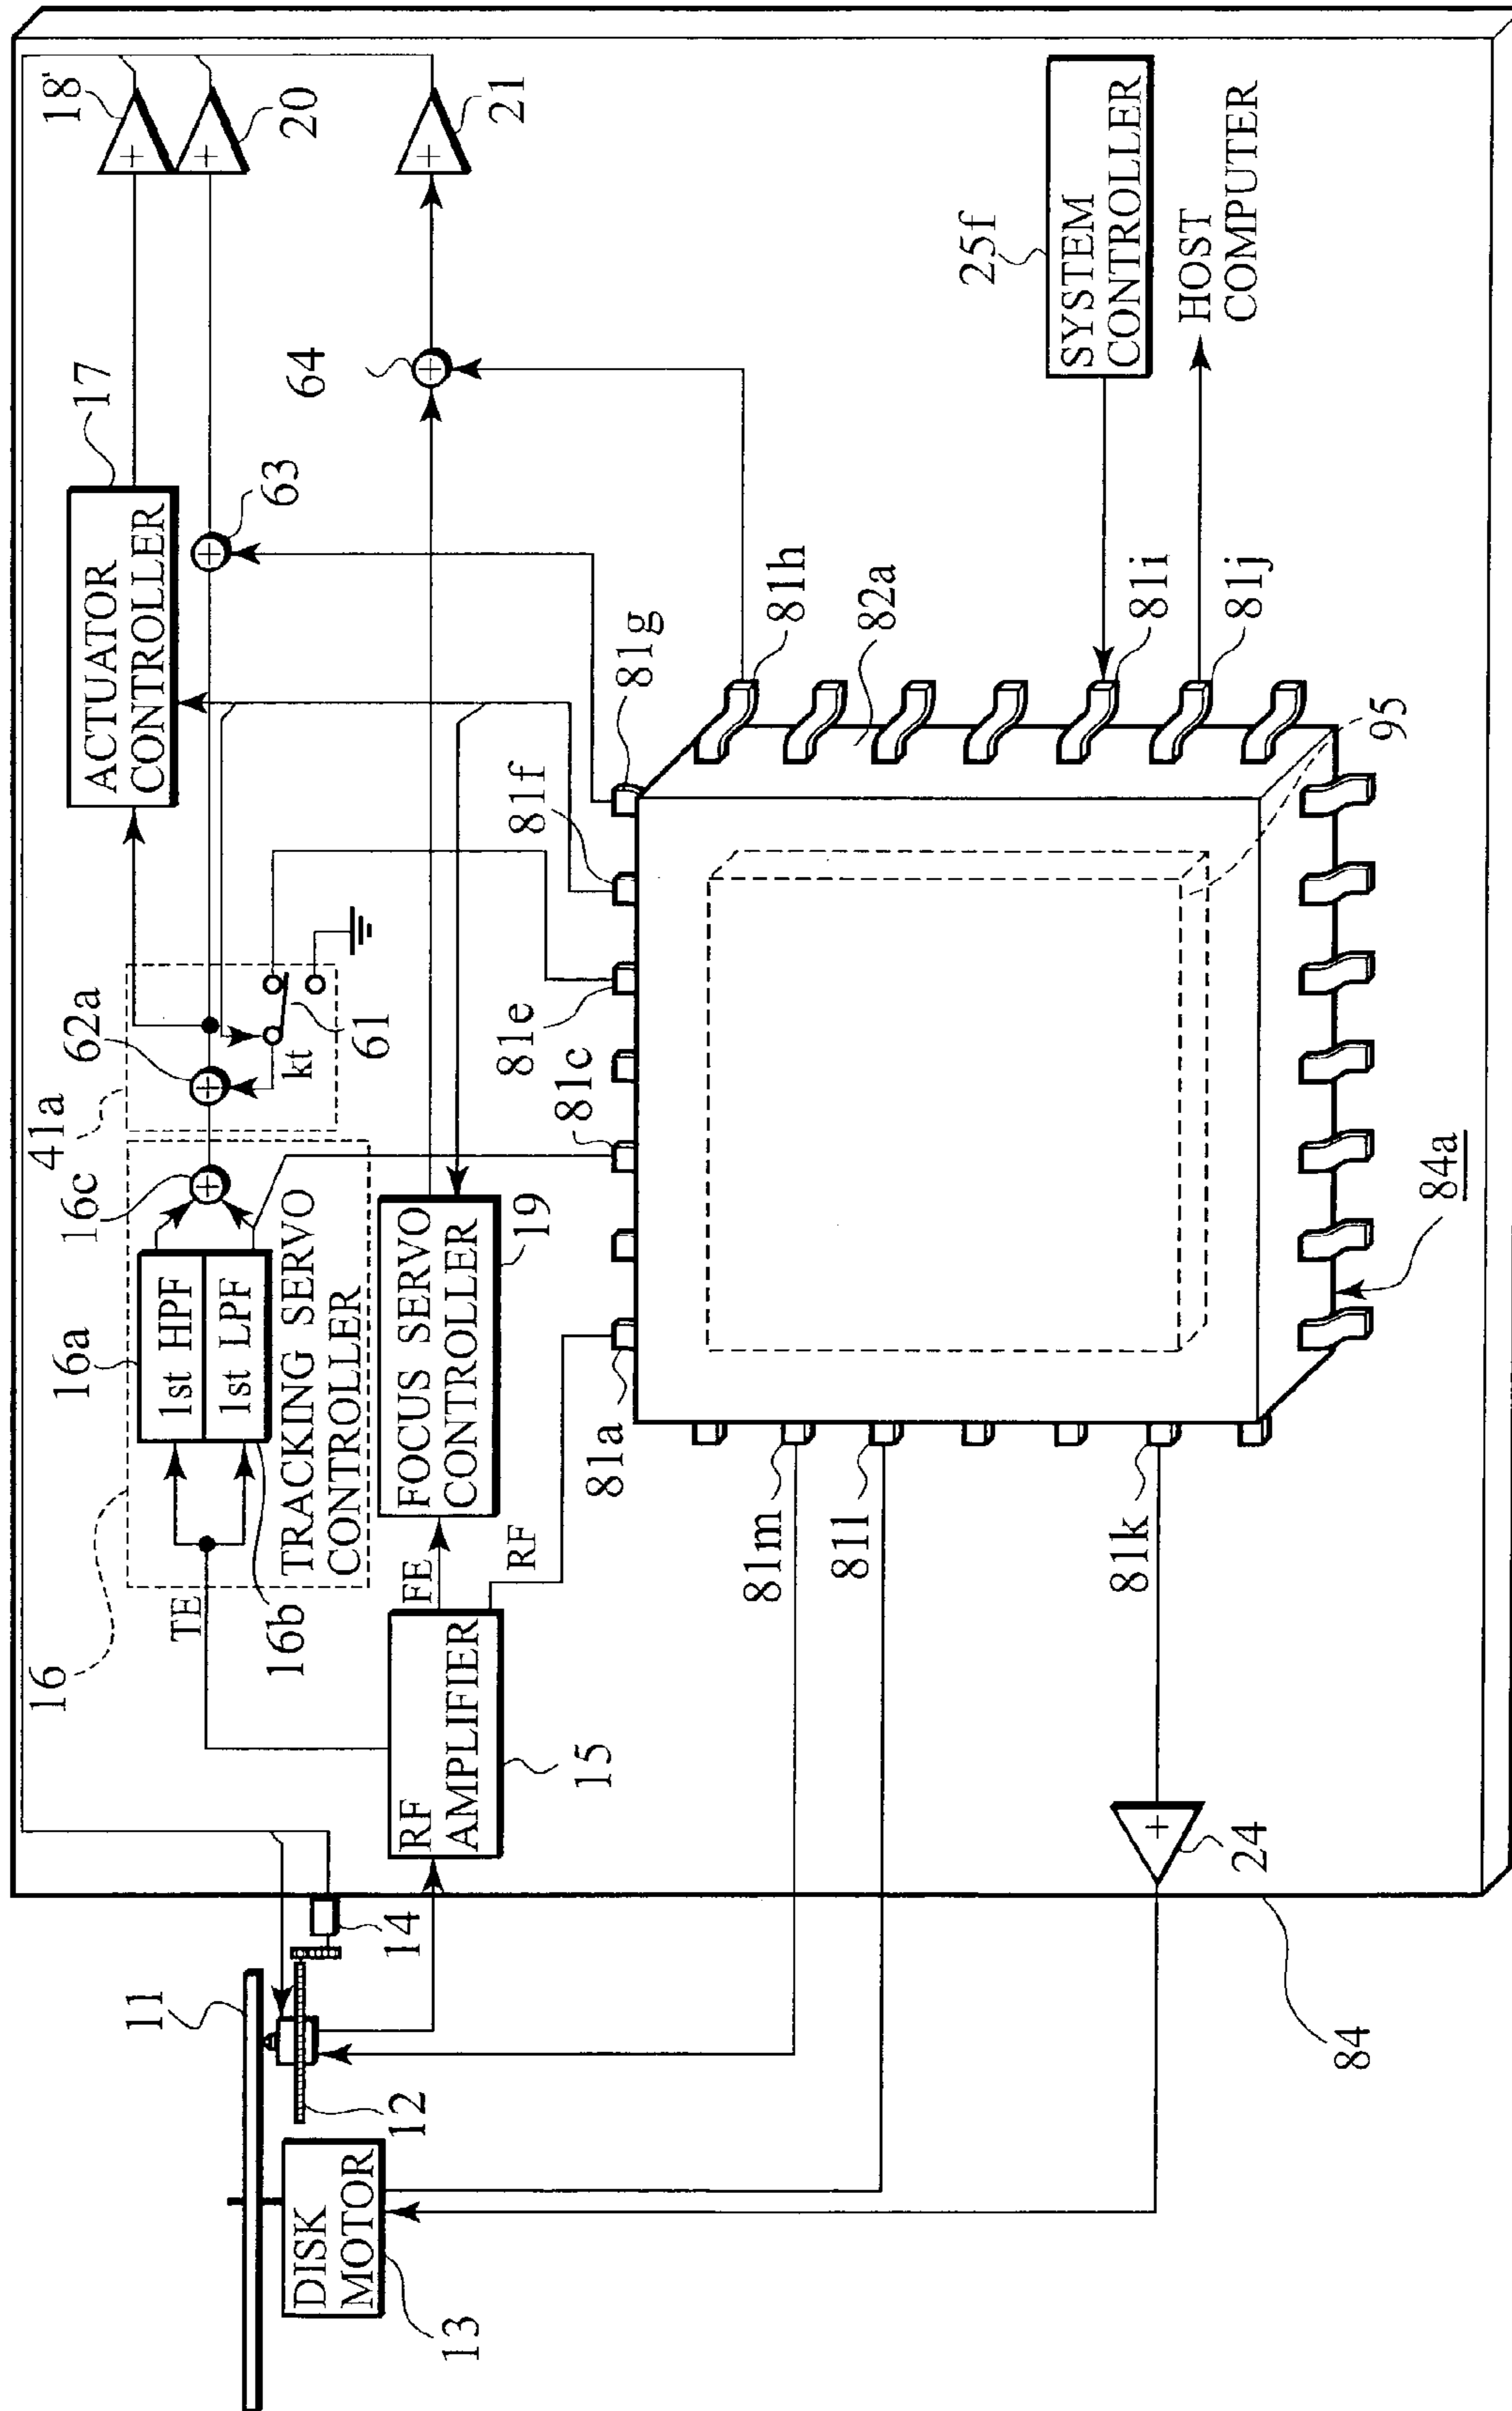 18
20
21
17
ACTUATOR
CONTROLLER
63
64
62a
41a
16c
16a
16
1st HPF
1st LPF
kt
61
TRACKING SERVO
CONTROLLER
16b
TE
FOCUS SERVO
CONTROLLER
19
FE
RF
RF
AMPLIFIER
15
11
14
12
DISK
MOTOR
13
81a
81c
81e
81f
81g
81h
82a
81i
81j
95
25f
SYSTEM
CONTROLLER
HOST
COMPUTER
81m
81l
81k
24
84a
84